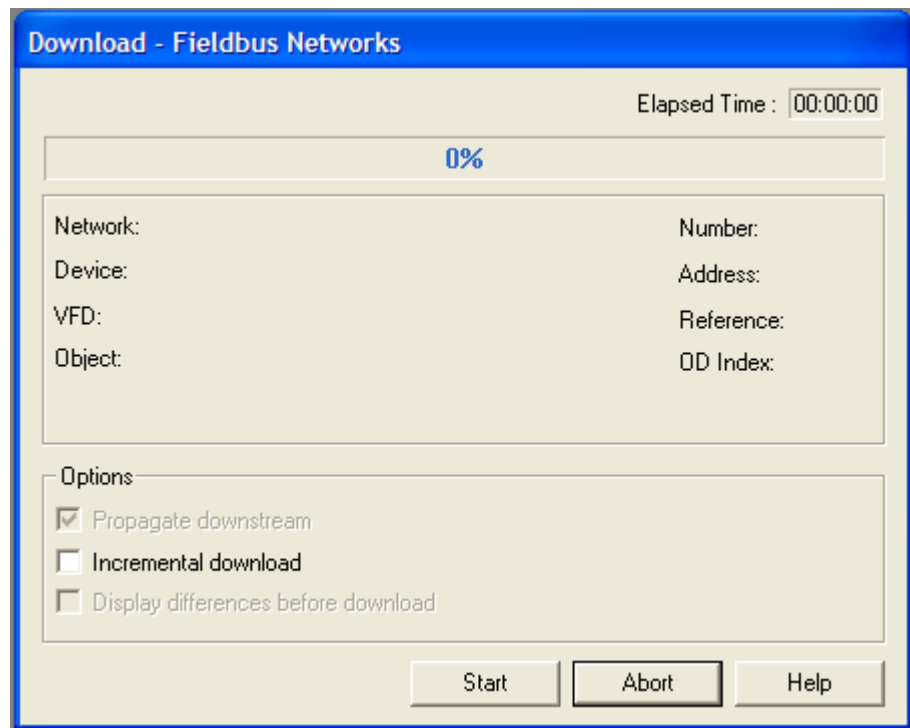 Download - Fieldbus Networks
Elapsed Time : 00:00:00
0%
Network:
Number:
Device:
Address:
VFD:
Reference:
Object:
OD Index:
Options
Propagate downstream
Incremental download
Display differences before download
Start
Abort
Help